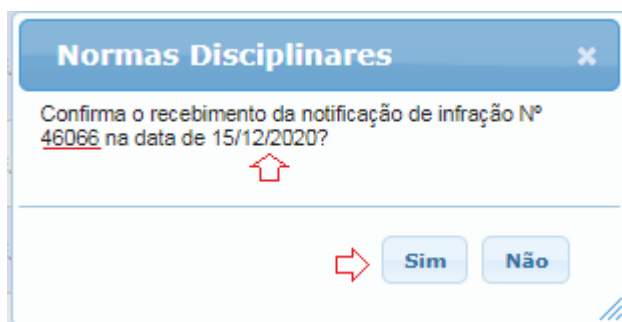 Normas Disciplinares
Confirma o recebimento da notificação de infração Nº
46066 na data de 15/12/2020?
Sim Não